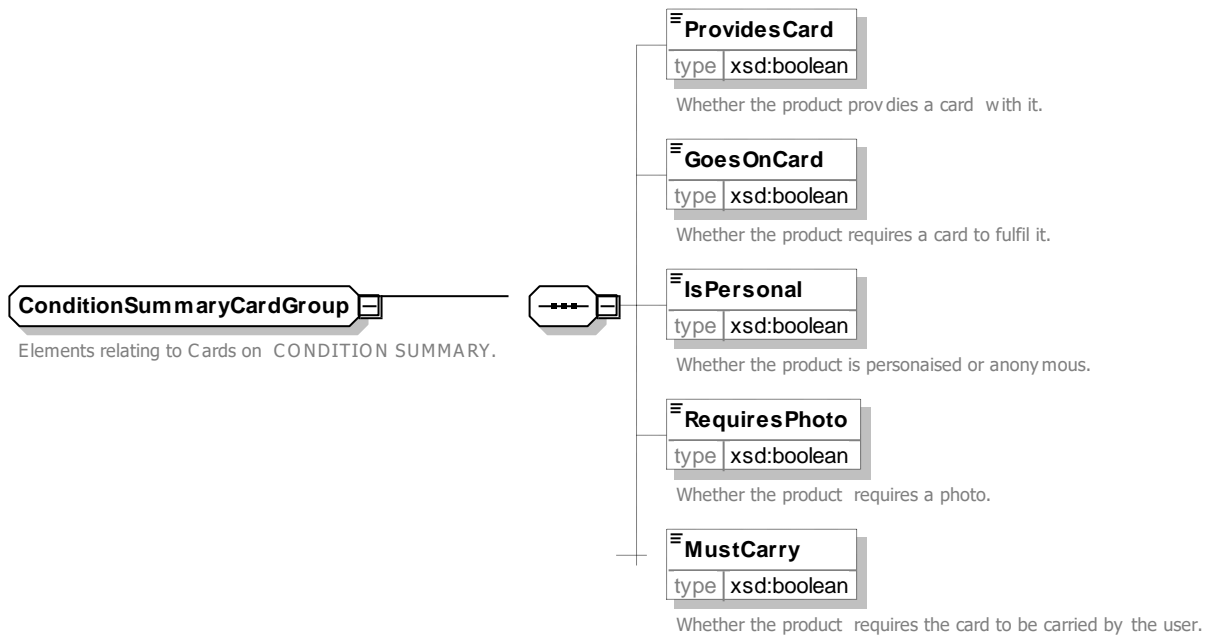 ProvidesCard
type xsd:boolean
Whether the product provdies a card with it.
GoesOnCard
type xsd:boolean
Whether the product requires a card to fulfil it.
ConditionSummaryCardGroup
Elements relating to Cards on CONDITION SUMMARY.
IsPersonal
type xsd:boolean
Whether the product is personaised or anonymous.
RequiresPhoto
type xsd:boolean
Whether the product requires a photo.
MustCarry
type xsd:boolean
Whether the product requires the card to be carried by the user.